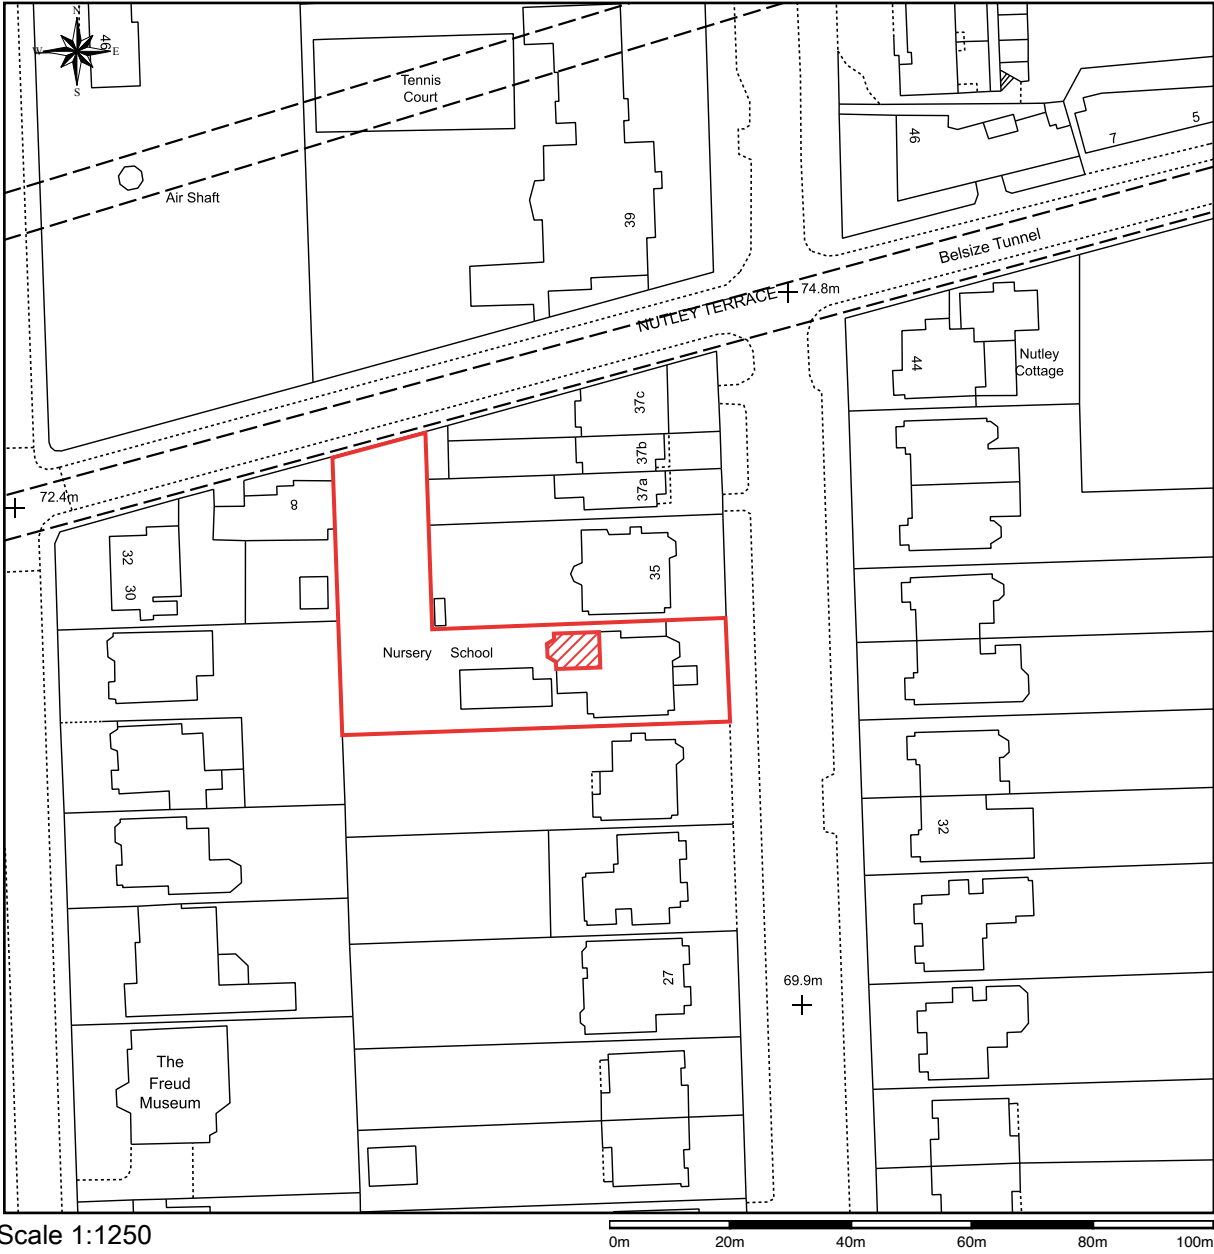 N
46
W
E
S
Tennis
Court
Air Shaft
39
46
7
5
Belsize Tunnel
NUTLEY TERRACE
74.8m
44
Nutley
Cottage
37c
37b
37a
72.4m
8
32
30
35
Nursery School
32
27
69.9m
The
Freud
Museum
Scale 1:1250
0m 20m 40m 60m 80m 100m